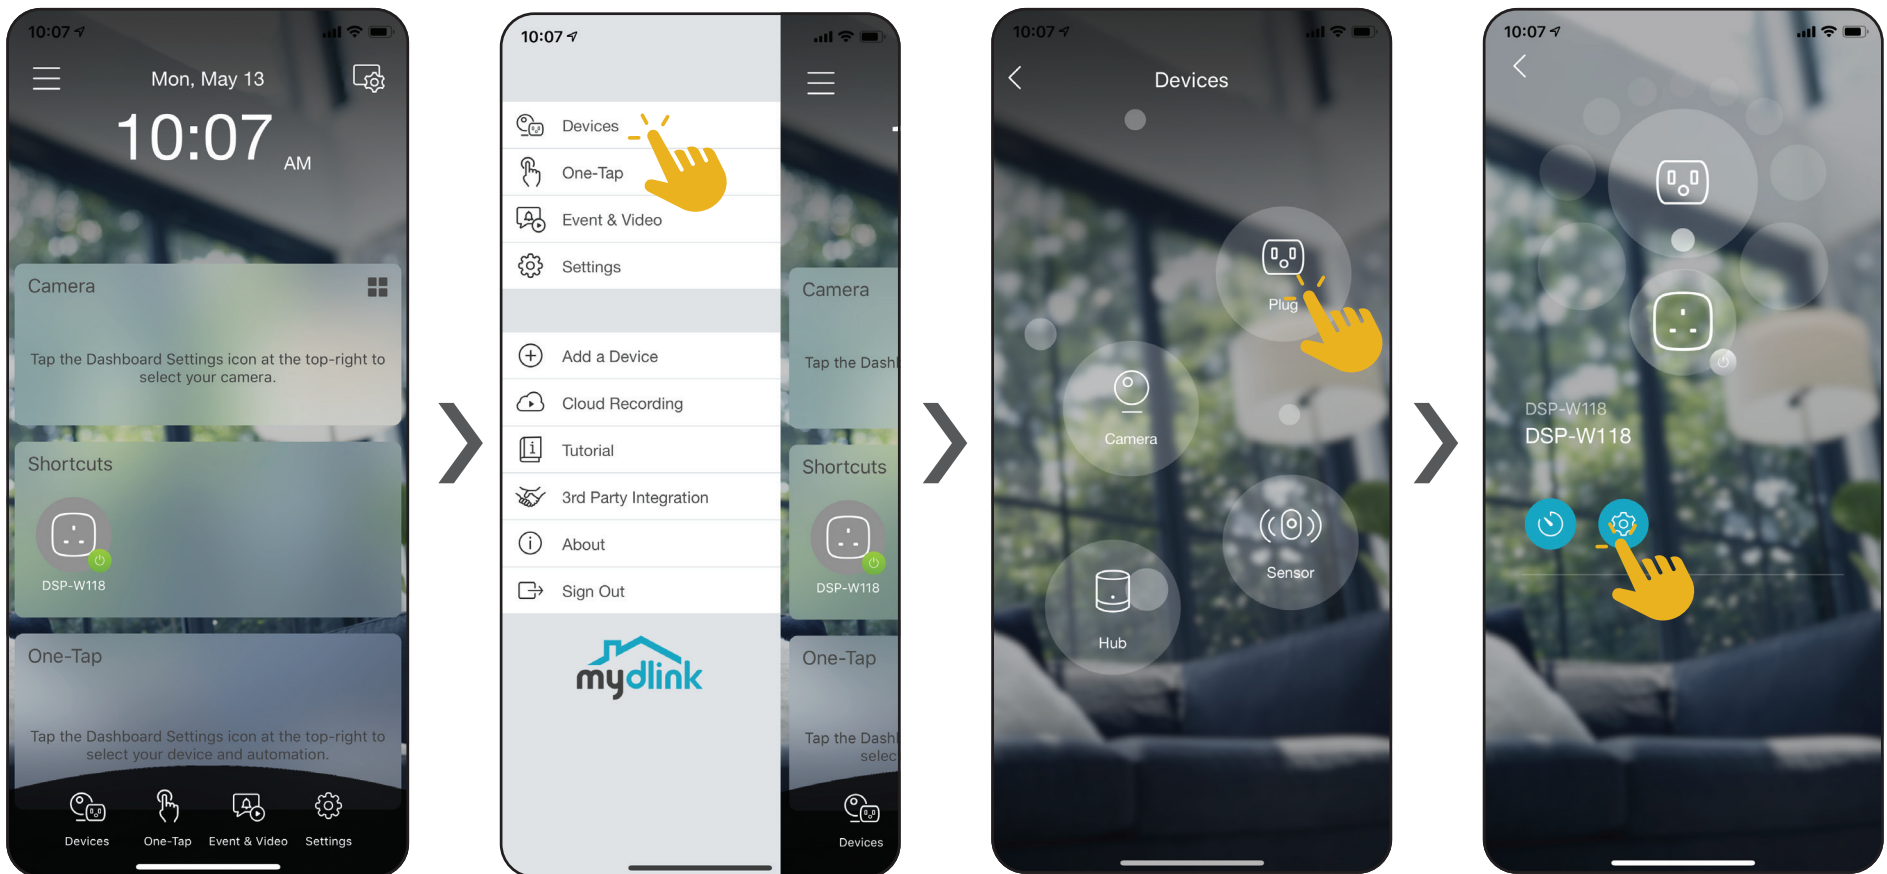 10:07
Mon, May 13
10:07 AM
Camera
Tap the Dashboard Settings icon at the top-right to
select your camera.
Shortcuts
DSP-W118
One-Tap
Tap the Dashboard Settings icon at the top-right to
select your device and automation.
Devices
One-Tap
Event & Video
Settings
10:07
Devices
One-Tap
Event & Video
Settings
Add a Device
Cloud Recording
Tutorial
3rd Party Integration
About
Sign Out
mydlink
Camera
Tap the Dashl
Shortcuts
DSP-W118
One-Tap
Tap the Dashl
selec
Devices
10:07
Devices
Plug
Camera
Sensor
Hub
10:07
DSP-W118
DSP-W118